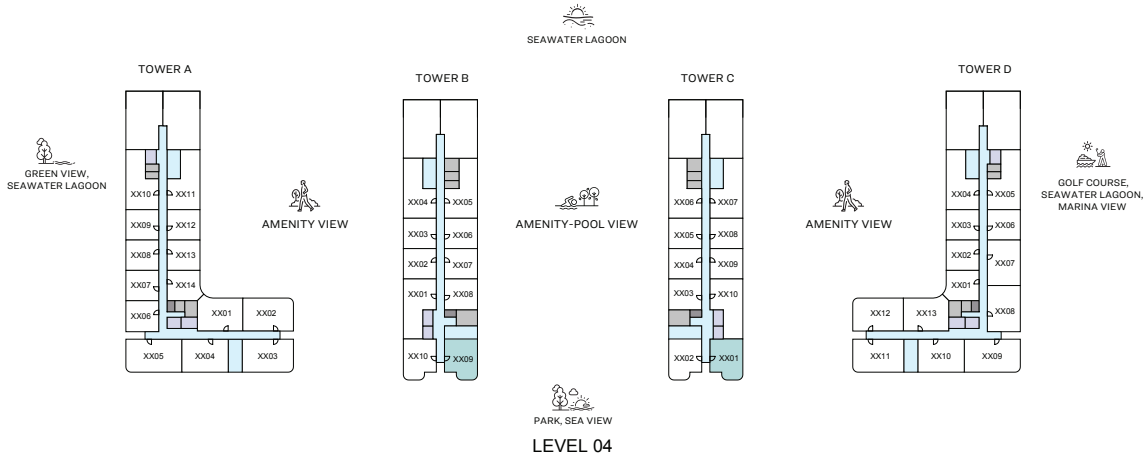 SEAWATER LAGOON
TOWER A
TOWER B
TOWER C
TOWER D
GREEN VIEW,
SEAWATER LAGOON
AMENITY VIEW
AMENITY-POOL VIEW
AMENITY VIEW
GOLF COURSE,
SEAWATER LAGOON,
MARINA VIEW
XX10 XX11
XX09 XX12
XX08 XX13
XX07 XX14
XX06 XX01 XX02
XX05 XX04 XX03
XX04 XX05
XX03 XX06
XX02 XX07
XX01 XX08
XX10 XX09
XX06 XX07
XX05 XX08
XX04 XX09
XX03 XX10
XX02 XX01
XX04 XX05
XX03 XX06
XX02 XX07
XX01
XX12 XX13 XX08
XX11 XX10 XX09
PARK, SEA VIEW
LEVEL 04